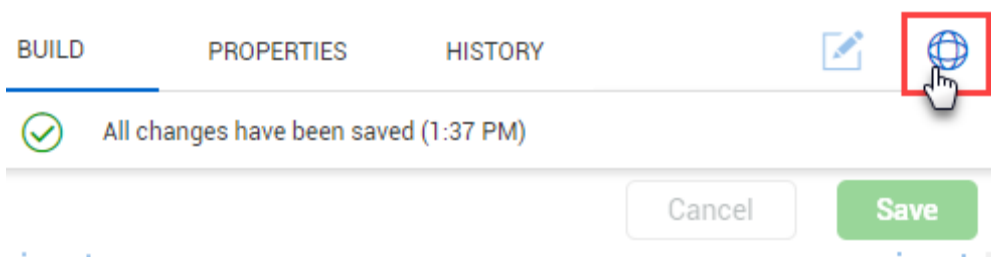 BUILD PROPERTIES HISTORY
All changes have been saved (1:37 PM)
Cancel Save